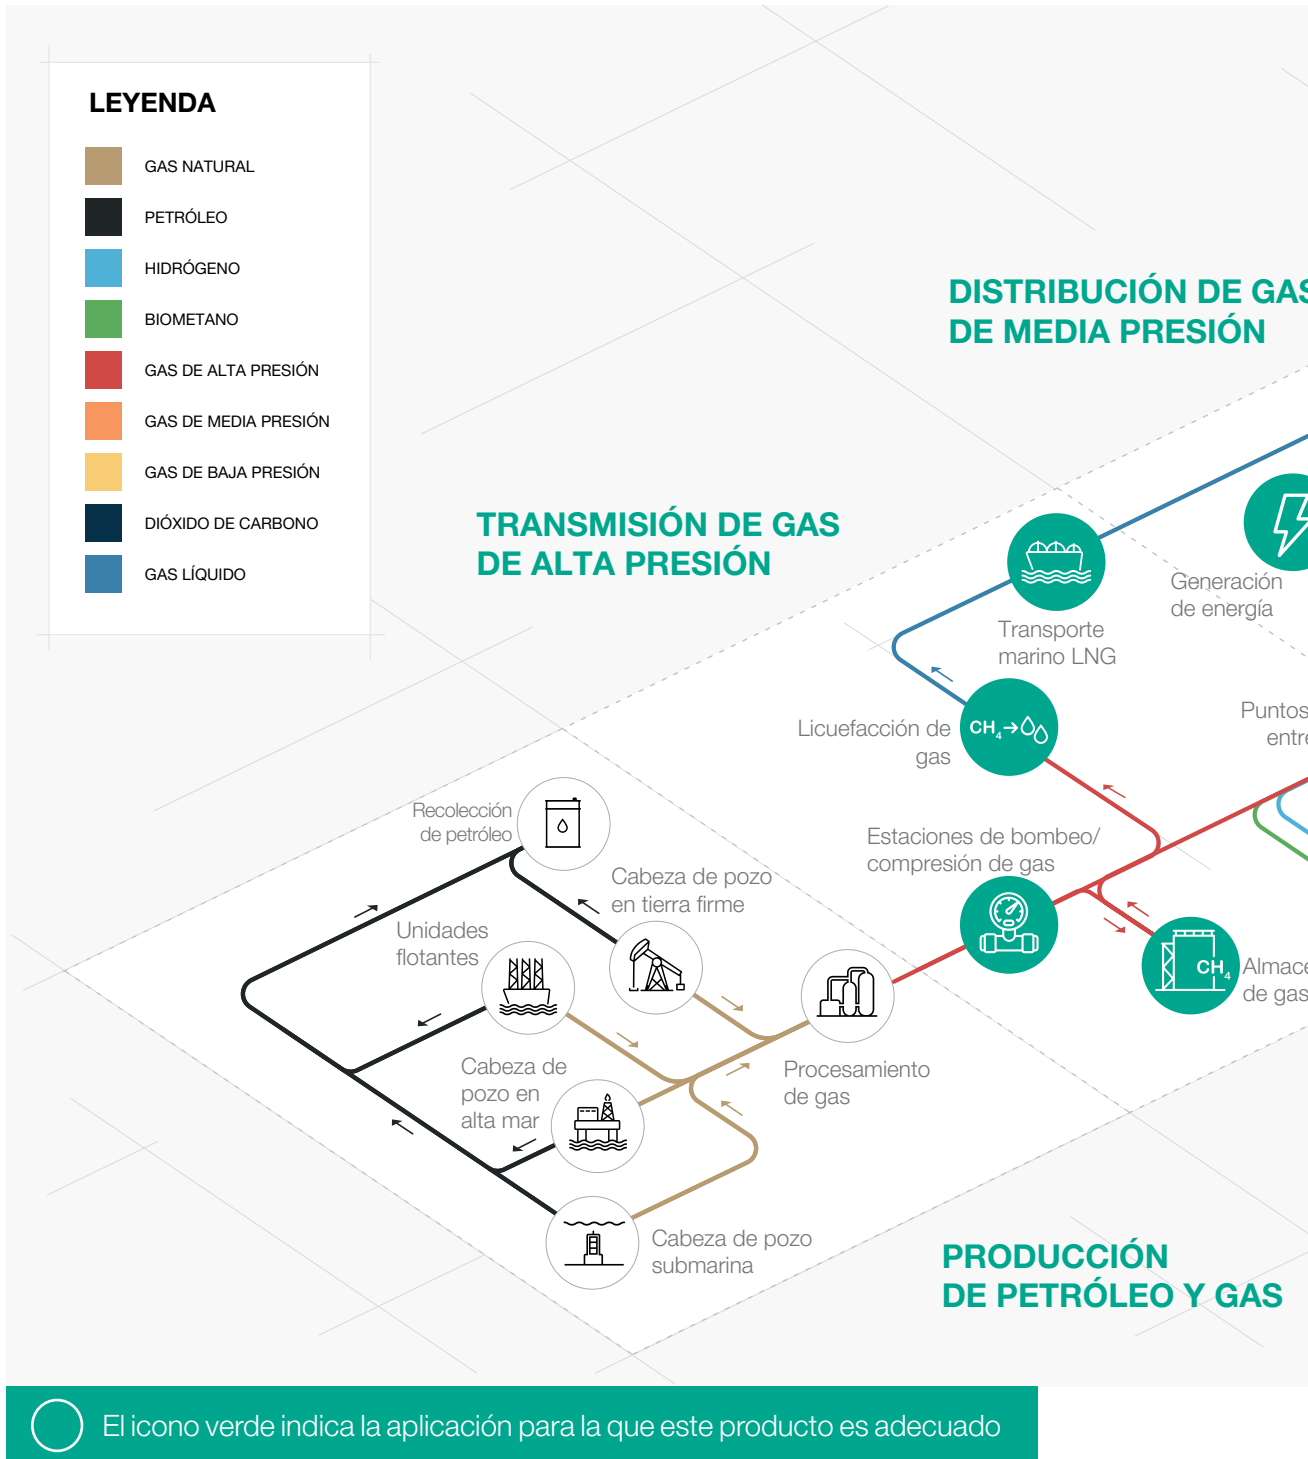 LEYENDA
GAS NATURAL
PETRÓLEO
HIDRÓGENO
BIOMETANO
GAS DE ALTA PRESIÓN
GAS DE MEDIA PRESIÓN
GAS DE BAJA PRESIÓN
DIÓXIDO DE CARBONO
GAS LÍQUIDO
DISTRIBUCIÓN DE GAS
DE MEDIA PRESIÓN
TRANSMISIÓN DE GAS
DE ALTA PRESIÓN
Generación
de energía
Transporte
marino LNG
Licuefacción de
gas
CH₄→
Puntos
entre
Recolección
de petróleo
Estaciones de bombeo/
compresión de gas
Cabeza de pozo
en tierra firme
Unidades
flotantes
CH₄
Almace
de gas
Cabeza de
pozo en
alta mar
Procesamiento
de gas
Cabeza de pozo
submarina
PRODUCCIÓN
DE PETRÓLEO Y GAS
El icono verde indica la aplicación para la que este producto es adecuado